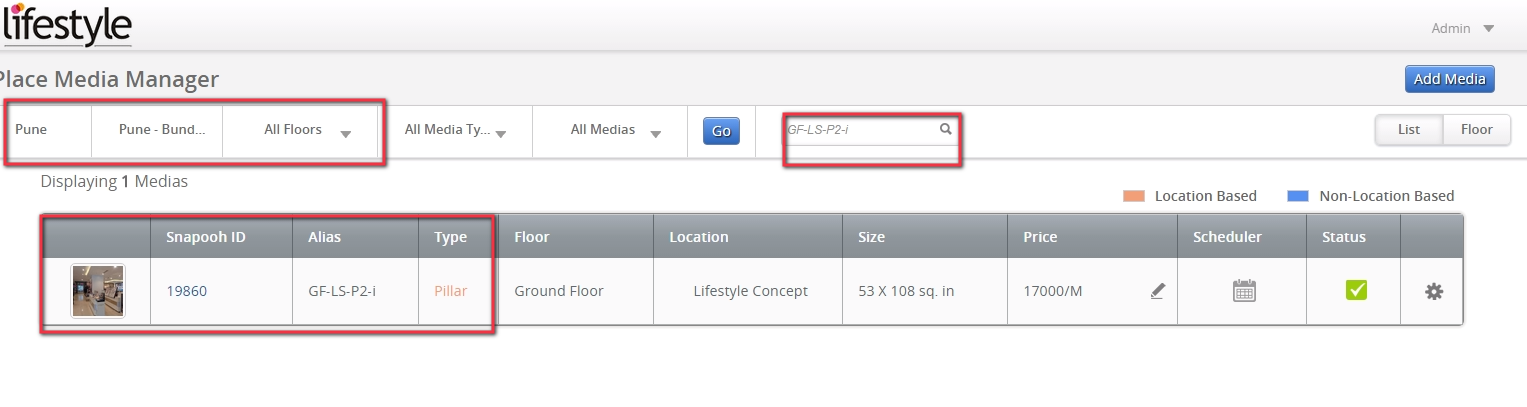 lifestyle
Admin
Place Media Manager
Add Media
Pune
Pune - Bund...
All Floors
All Media Ty...
All Medias
Go
GF-LS-P2-i
List
Floor
Displaying 1 Medias
Location Based
Non-Location Based
Snapooh ID Alias Type Floor Location Size Price Scheduler Status
19860 GF-LS-P2-i Pillar Ground Floor Lifestyle Concept 53 X 108 sq. in 17000/M